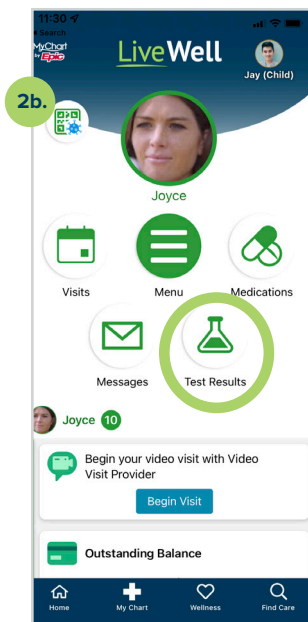 11:30
Search
MyChart
by Epic
LiveWell
Jay (Child)
2b.
Joyce
Visits
Menu
Medications
Messages
Test Results
Joyce 10
Begin your video visit with Video
Visit Provider
Begin Visit
Outstanding Balance
Home
My Chart
Wellness
Find Care